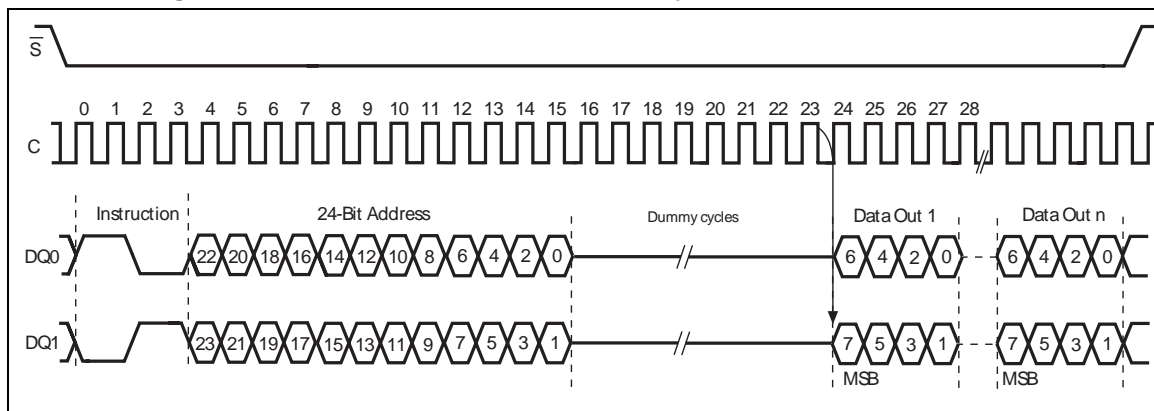 S
0 1 2 3 4 5 6 7 8 9 10 11 12 13 14 15 16 17 18 19 20 21 22 23 24 25 26 27 28
C
Instruction 24-Bit Address Dummy cycles Data Out 1 Data Out n
DQ0 22 20 18 16 14 12 10 8 6 4 2 0 6 4 2 0 6 4 2 0
DQ1 23 21 19 17 15 13 11 9 7 5 3 1 7 5 3 1 7 5 3 1
MSB MSB